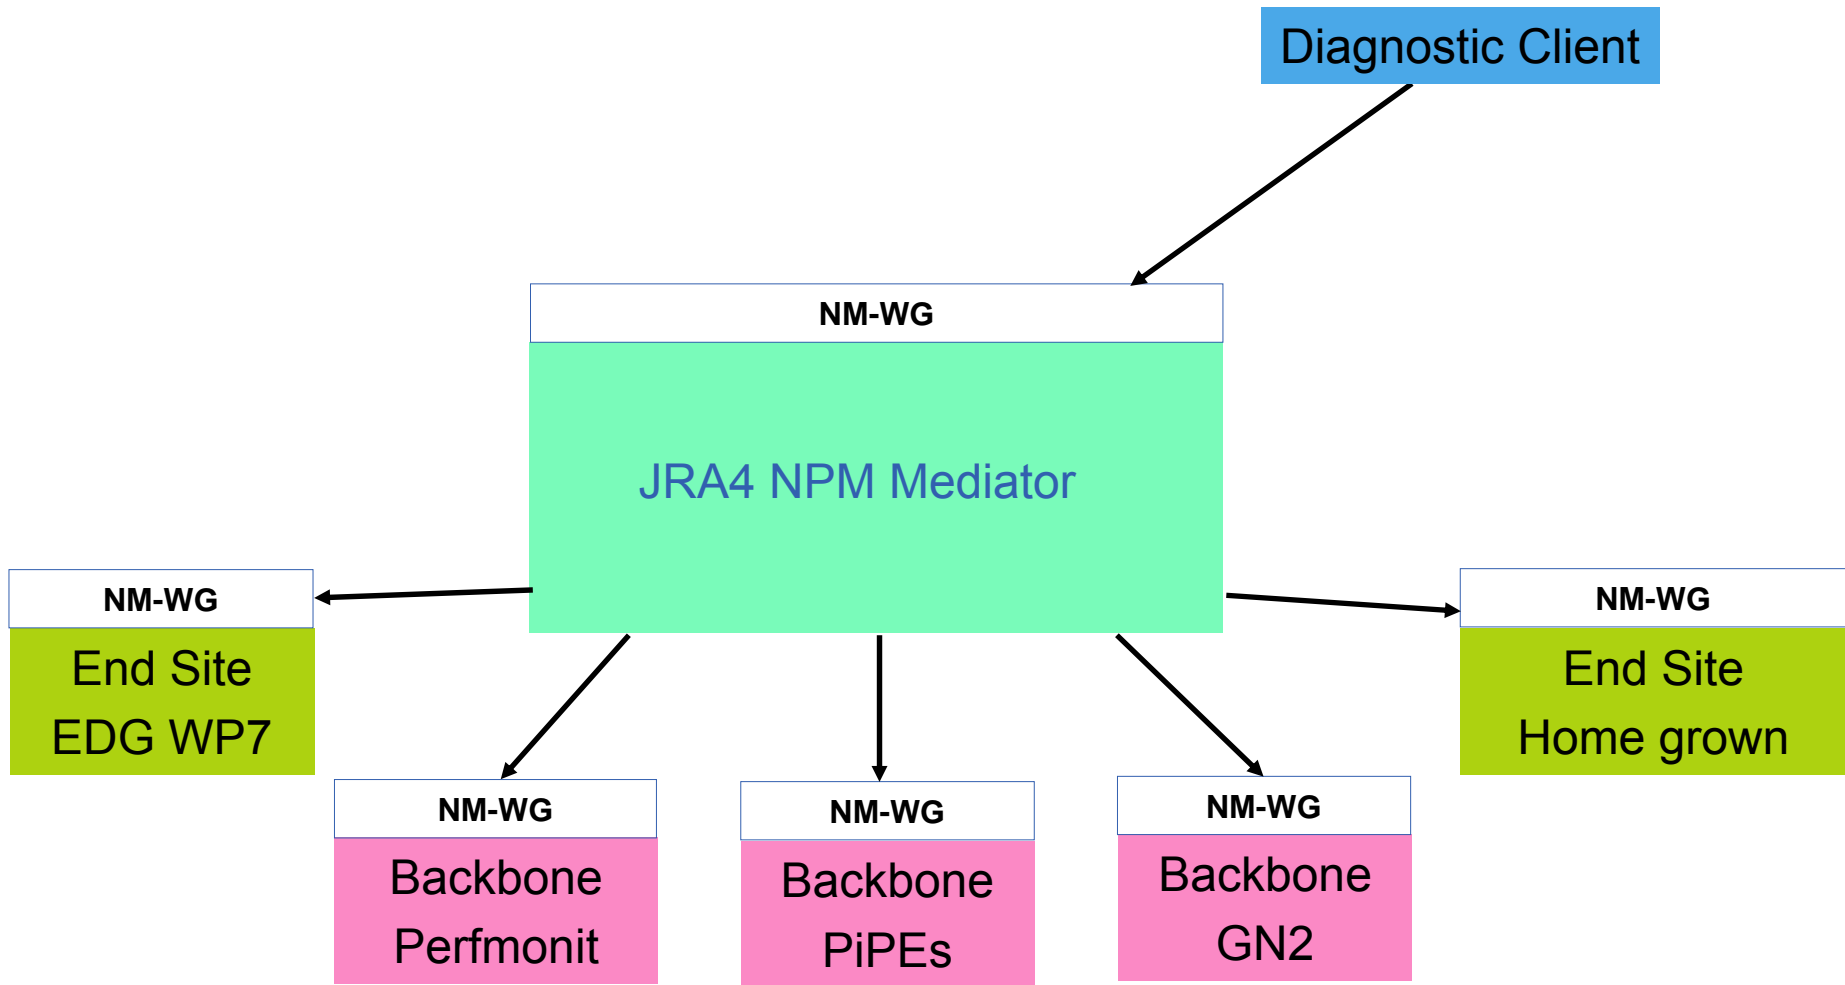 Diagnostic Client
NM-WG
JRA4 NPM Mediator
NM-WG
End Site
EDG WP7
NM-WG
End Site
Home grown
NM-WG
Backbone
Perfmonit
NM-WG
Backbone
PiPEs
NM-WG
Backbone
GN2